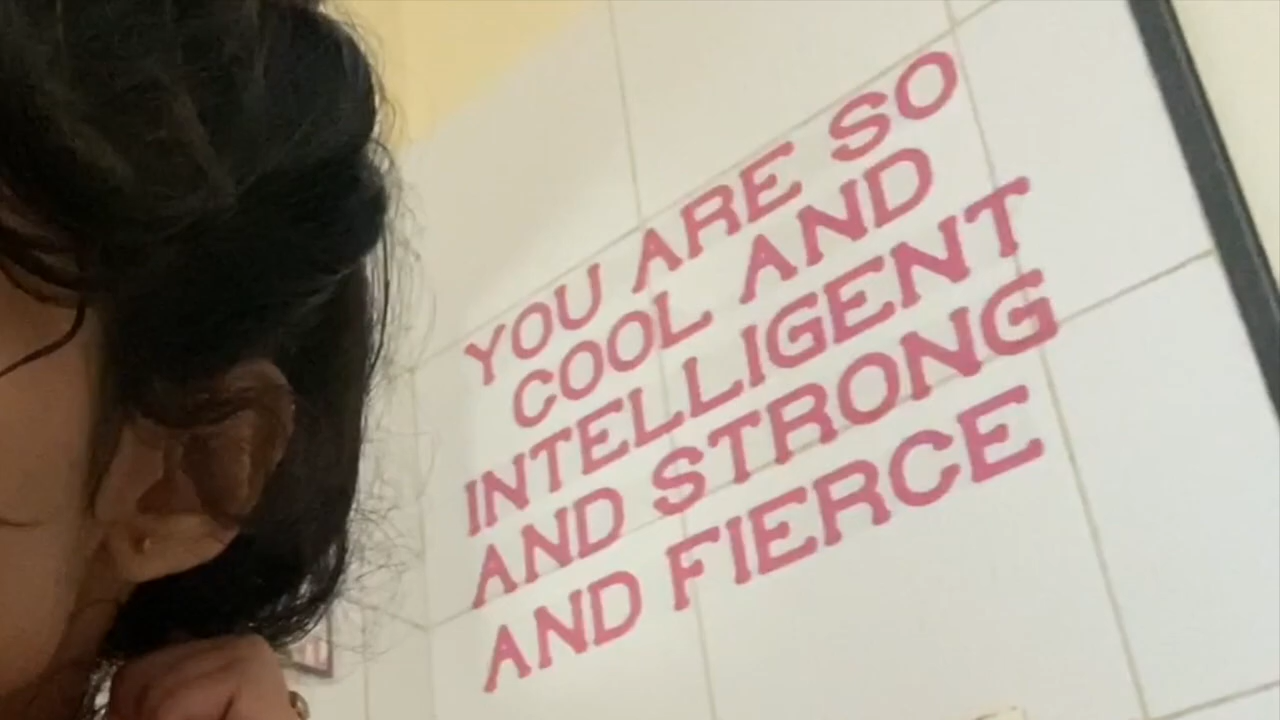 YOU ARE SO
COOL AND
INTELLIGENT
AND STRONG
AND FIERCE